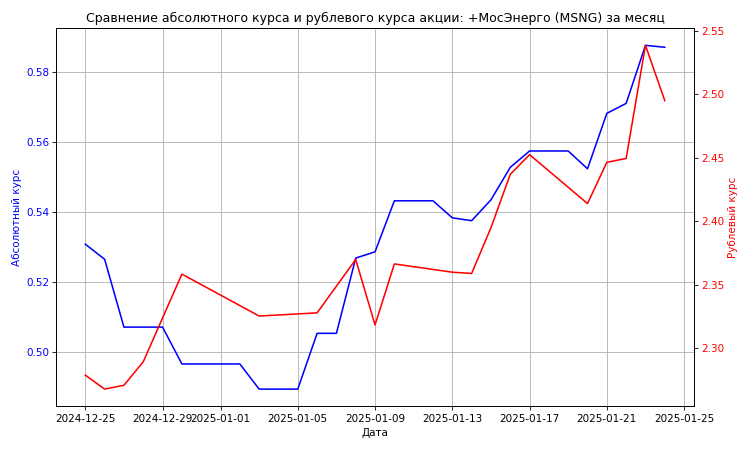 Сравнение абсолютного курса и рублевого курса акции: +МосЭнерго (MSNG) за месяц
0.58
0.56
0.54
0.52
0.50
Абсолютный курс
2.55
2.50
2.45
2.40
2.35
2.30
Рублевый курс
2024-12-25 2024-12-29 2025-01-01 2025-01-05 2025-01-09 2025-01-13 2025-01-17 2025-01-21 2025-01-25
Дата